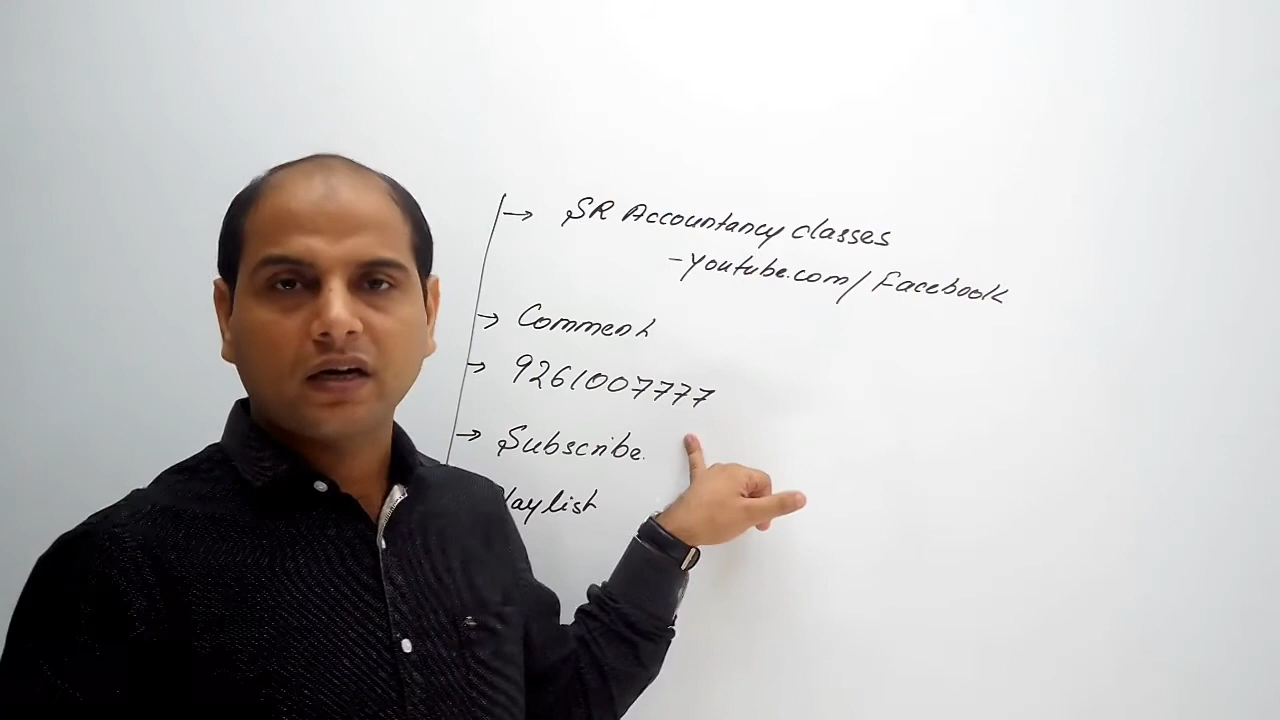 → SR Accountancy classes
- Youtube.com/Facebook
→ Comment
→ 9261007777
→ Subscribe.
laylist